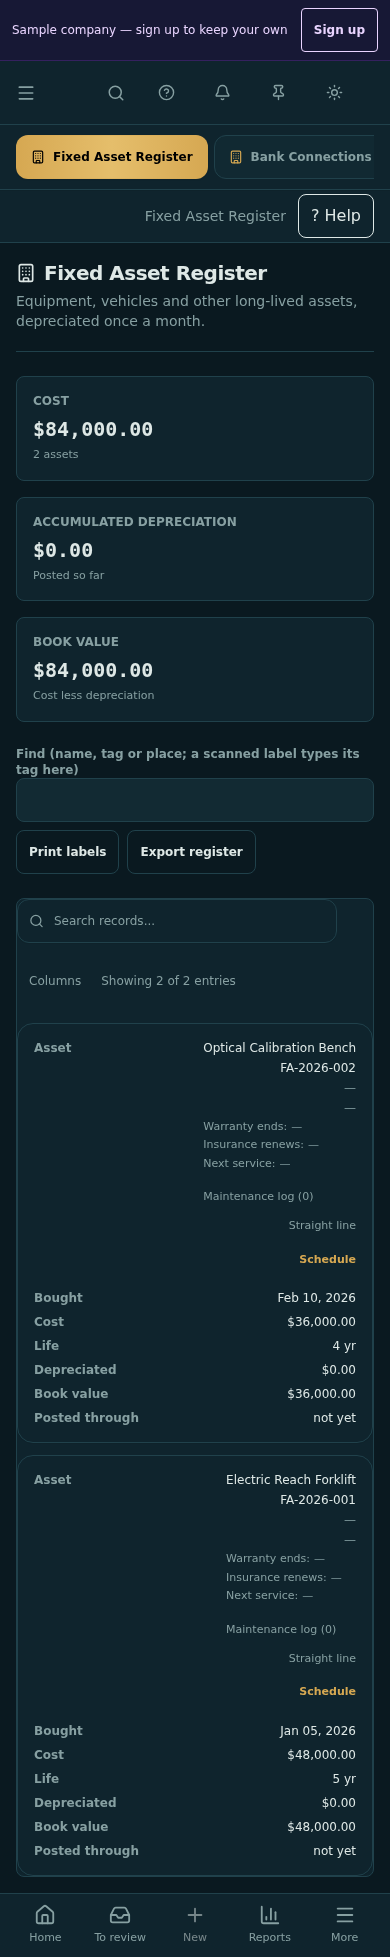 Sample company — sign up to keep your own
Sign up
Fixed Asset Register
Bank Connections
Fixed Asset Register
? Help
Fixed Asset Register
Equipment, vehicles and other long-lived assets,
depreciated once a month.
COST
$84,000.00
2 assets
ACCUMULATED DEPRECIATION
$0.00
Posted so far
BOOK VALUE
$84,000.00
Cost less depreciation
Find (name, tag or place; a scanned label types its
tag here)
Print labels
Export register
Search records...
Columns
Showing 2 of 2 entries
Asset
Optical Calibration Bench
FA-2026-002
—
—
Warranty ends: —
Insurance renews: —
Next service: —
Maintenance log (0)
Straight line
Schedule
Bought Feb 10, 2026
Cost $36,000.00
Life 4 yr
Depreciated $0.00
Book value $36,000.00
Posted through not yet
Asset
Electric Reach Forklift
FA-2026-001
—
—
Warranty ends: —
Insurance renews: —
Next service: —
Maintenance log (0)
Straight line
Schedule
Bought Jan 05, 2026
Cost $48,000.00
Life 5 yr
Depreciated $0.00
Book value $48,000.00
Posted through not yet
Home
To review
New
Reports
More